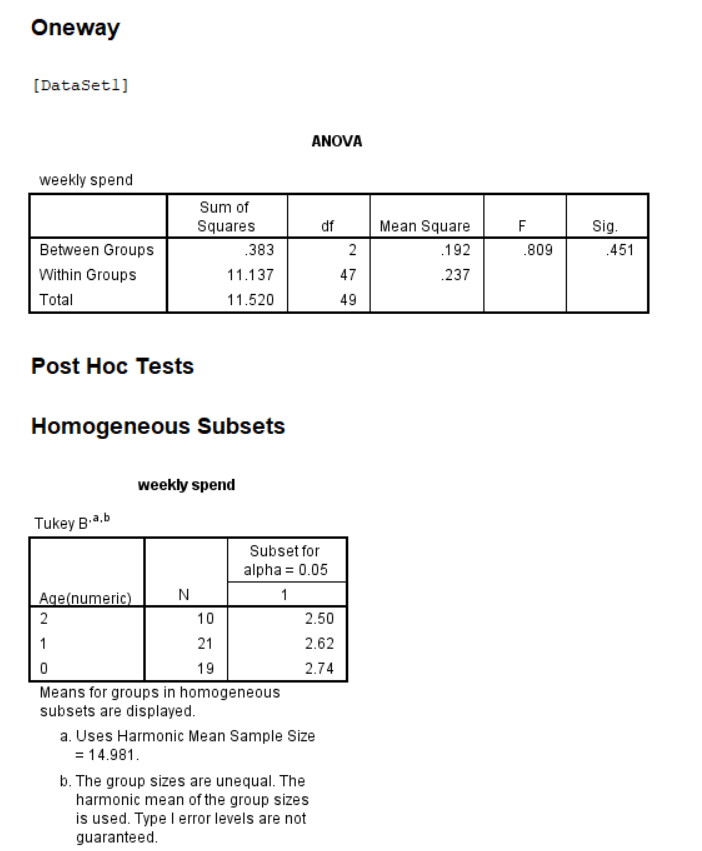 Oneway
[DataSet1]
ANOVA
weekly spend
Sum of
Squares df Mean Square F Sig.
Between Groups .383 2 .192 .809 .451
Within Groups 11.137 47 .237
Total 11.520 49
Post Hoc Tests
Homogeneous Subsets
weekly spend
Tukey B.a,b
Subset for
alpha = 0.05
Age(numeric) N 1
2 10 2.50
1 21 2.62
0 19 2.74
Means for groups in homogeneous
subsets are displayed.
a. Uses Harmonic Mean Sample Size
= 14.981.
b. The group sizes are unequal. The
harmonic mean of the group sizes
is used. Type I error levels are not
guaranteed.